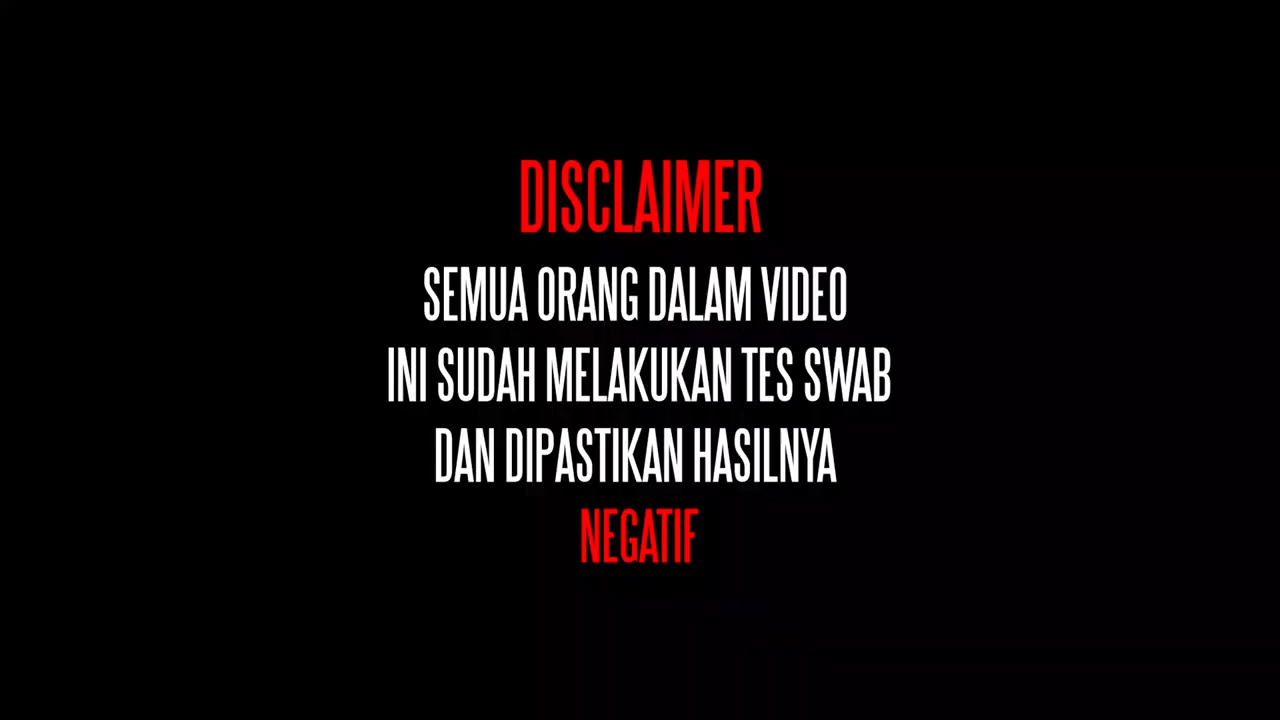 DISCLAIMER
SEMUA ORANG DALAM VIDEO
INI SUDAH MELAKUKAN TES SWAB
DAN DIPASTIKAN HASILNYA
NEGATIF